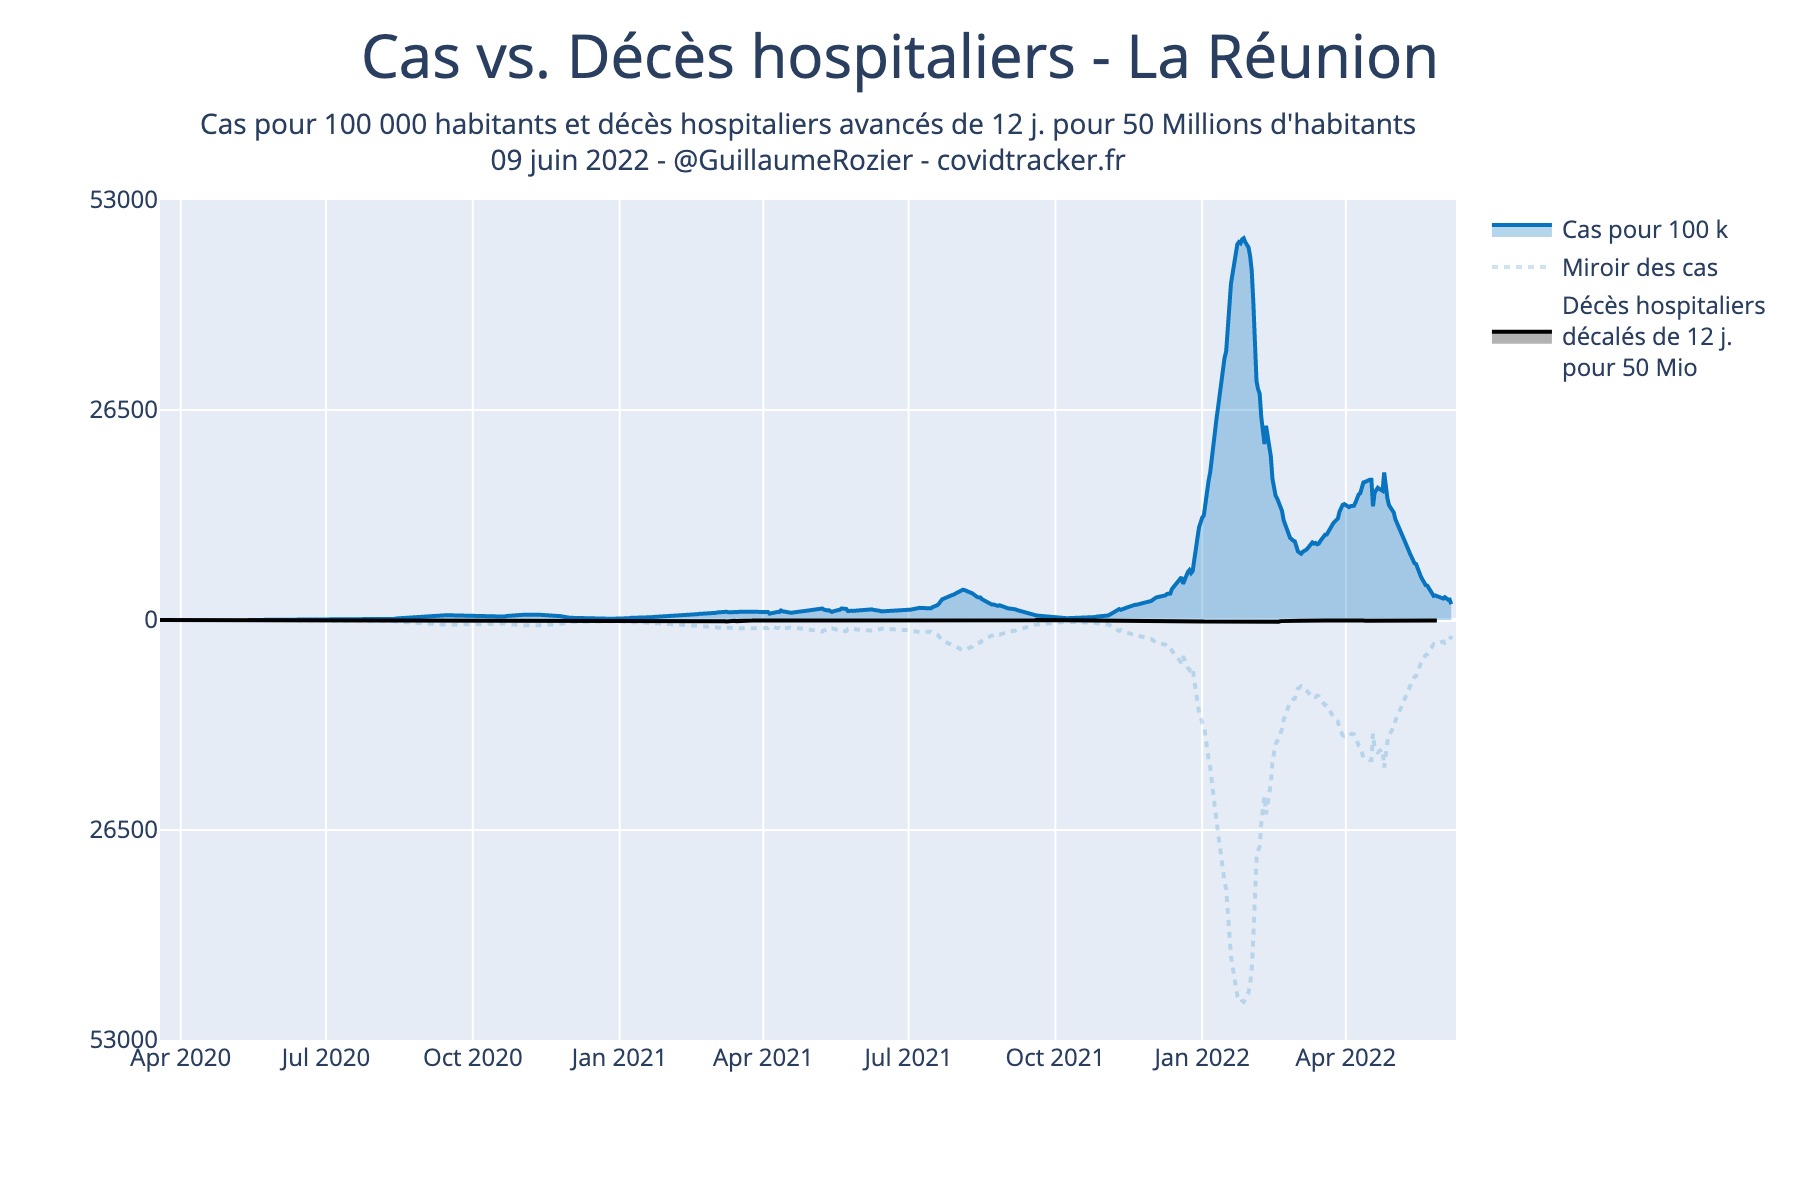 Cas vs. Décès hospitaliers - La Réunion
Cas pour 100 000 habitants et décès hospitaliers avancés de 12 j. pour 50 Millions d'habitants
09 juin 2022 - @GuillaumeRozier - covidtracker.fr
53000
26500
0
26500
53000
Apr 2020
Jul 2020
Oct 2020
Jan 2021
Apr 2021
Jul 2021
Oct 2021
Jan 2022
Apr 2022
Cas pour 100 k
Miroir des cas
Décès hospitaliers
décalés de 12 j.
pour 50 Mio